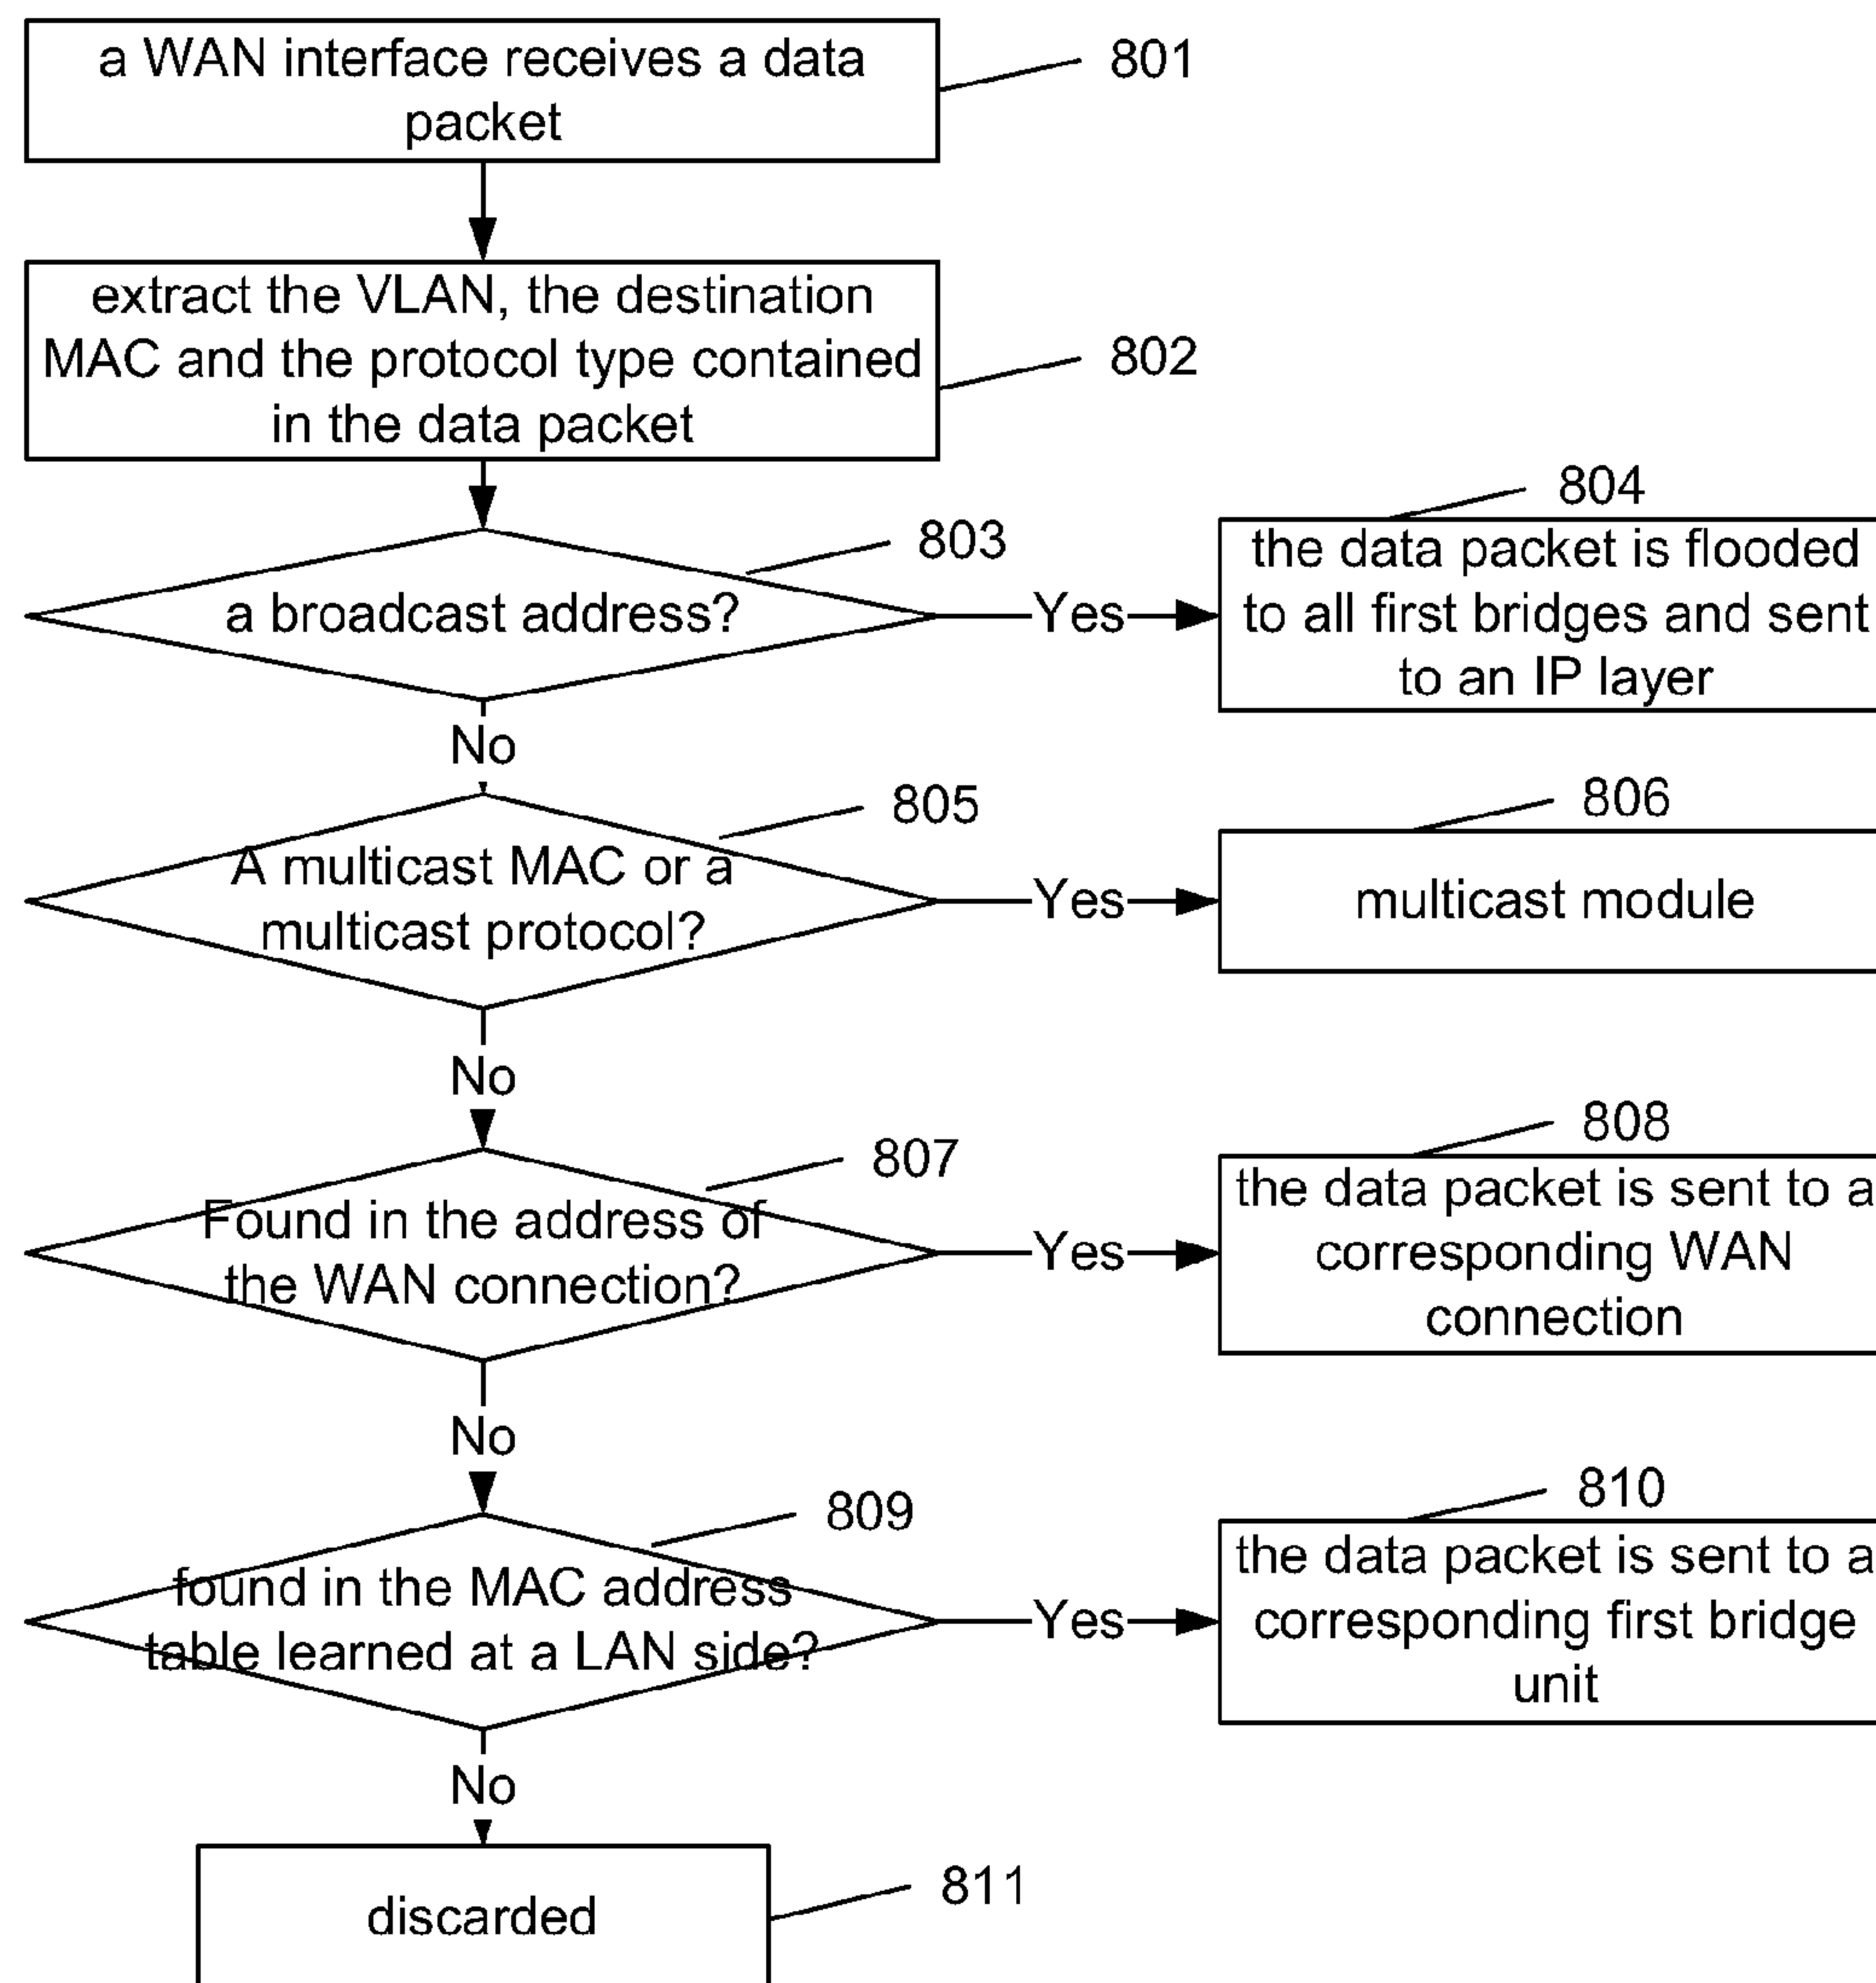 a WAN interface receives a data
packet
801
extract the VLAN, the destination
MAC and the protocol type contained
in the data packet
802
803
a broadcast address?
Yes
804
the data packet is flooded
to all first bridges and sent
to an IP layer
No
805
A multicast MAC or a
multicast protocol?
Yes
806
multicast module
No
807
Found in the address of
the WAN connection?
Yes
808
the data packet is sent to a
corresponding WAN
connection
No
809
found in the MAC address
table learned at a LAN side?
Yes
810
the data packet is sent to a
corresponding first bridge
unit
No
discarded
811